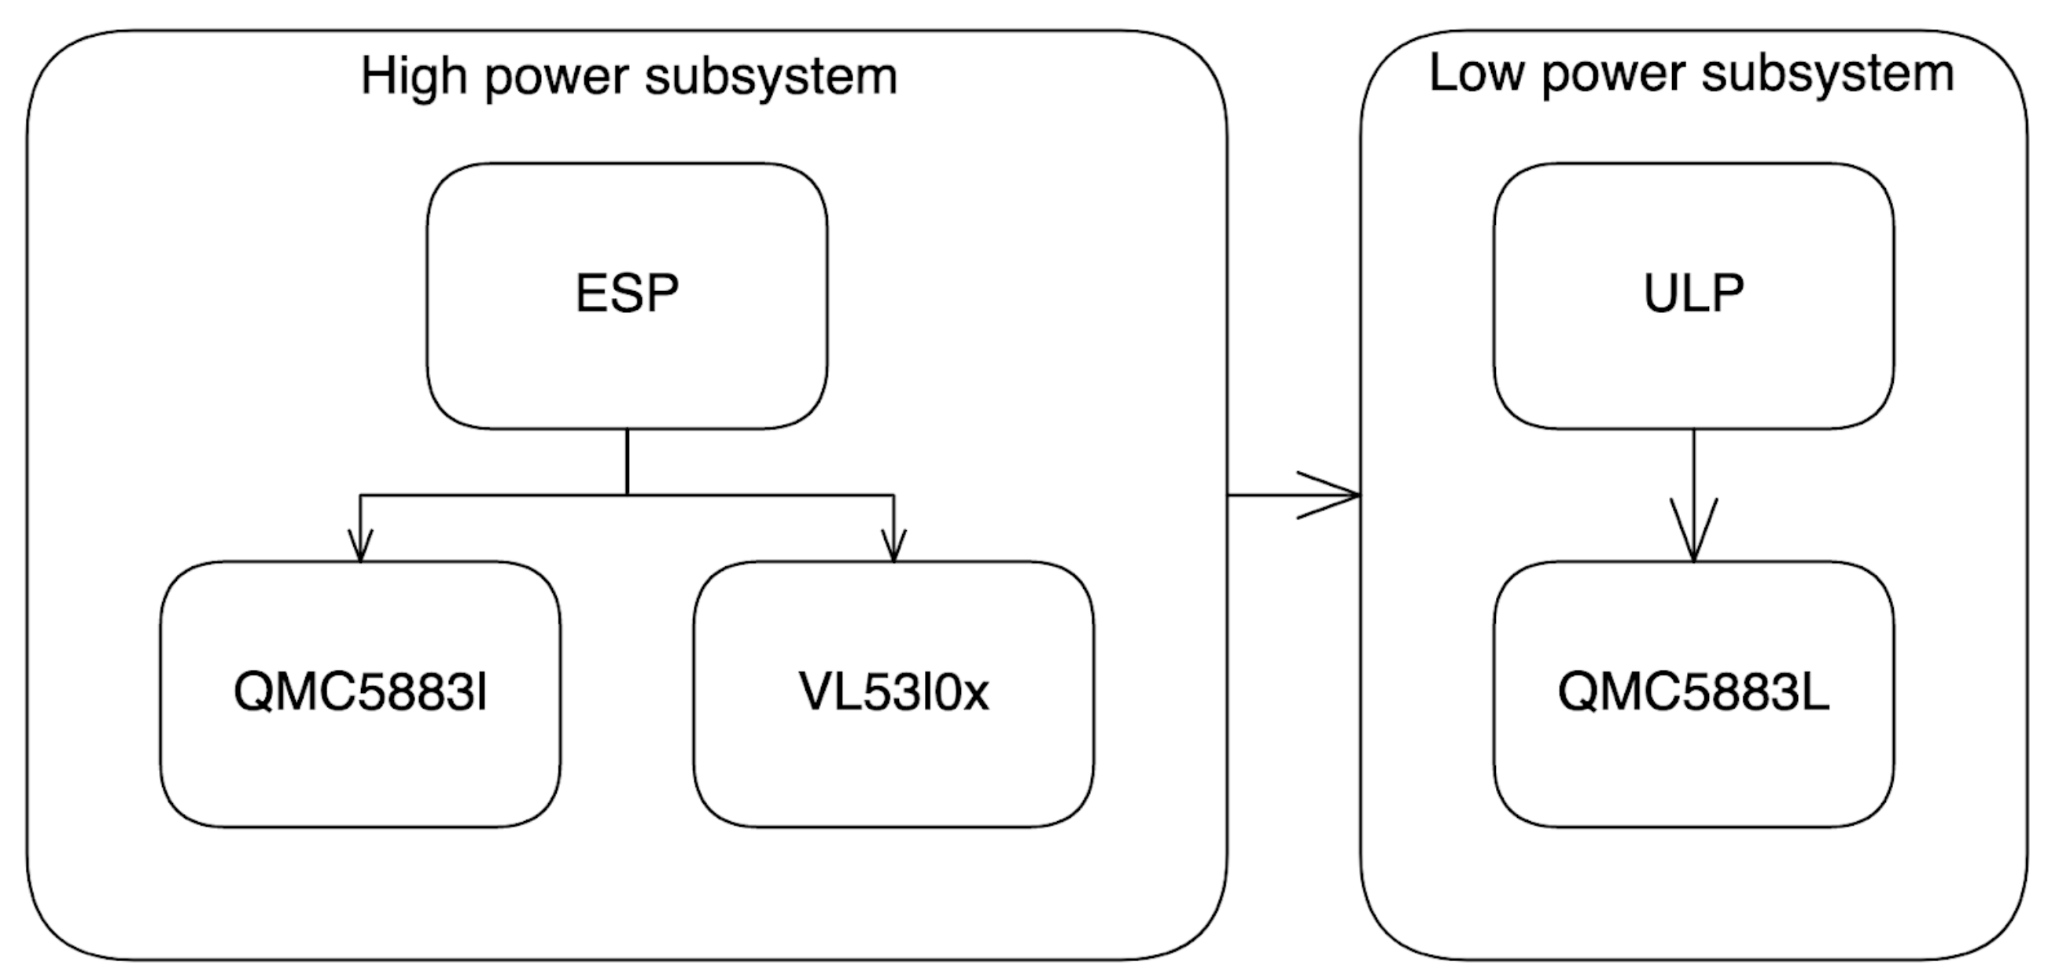 High power subsystem
Low power subsystem
ESP
ULP
QMC5883l
VL53l0x
QMC5883L